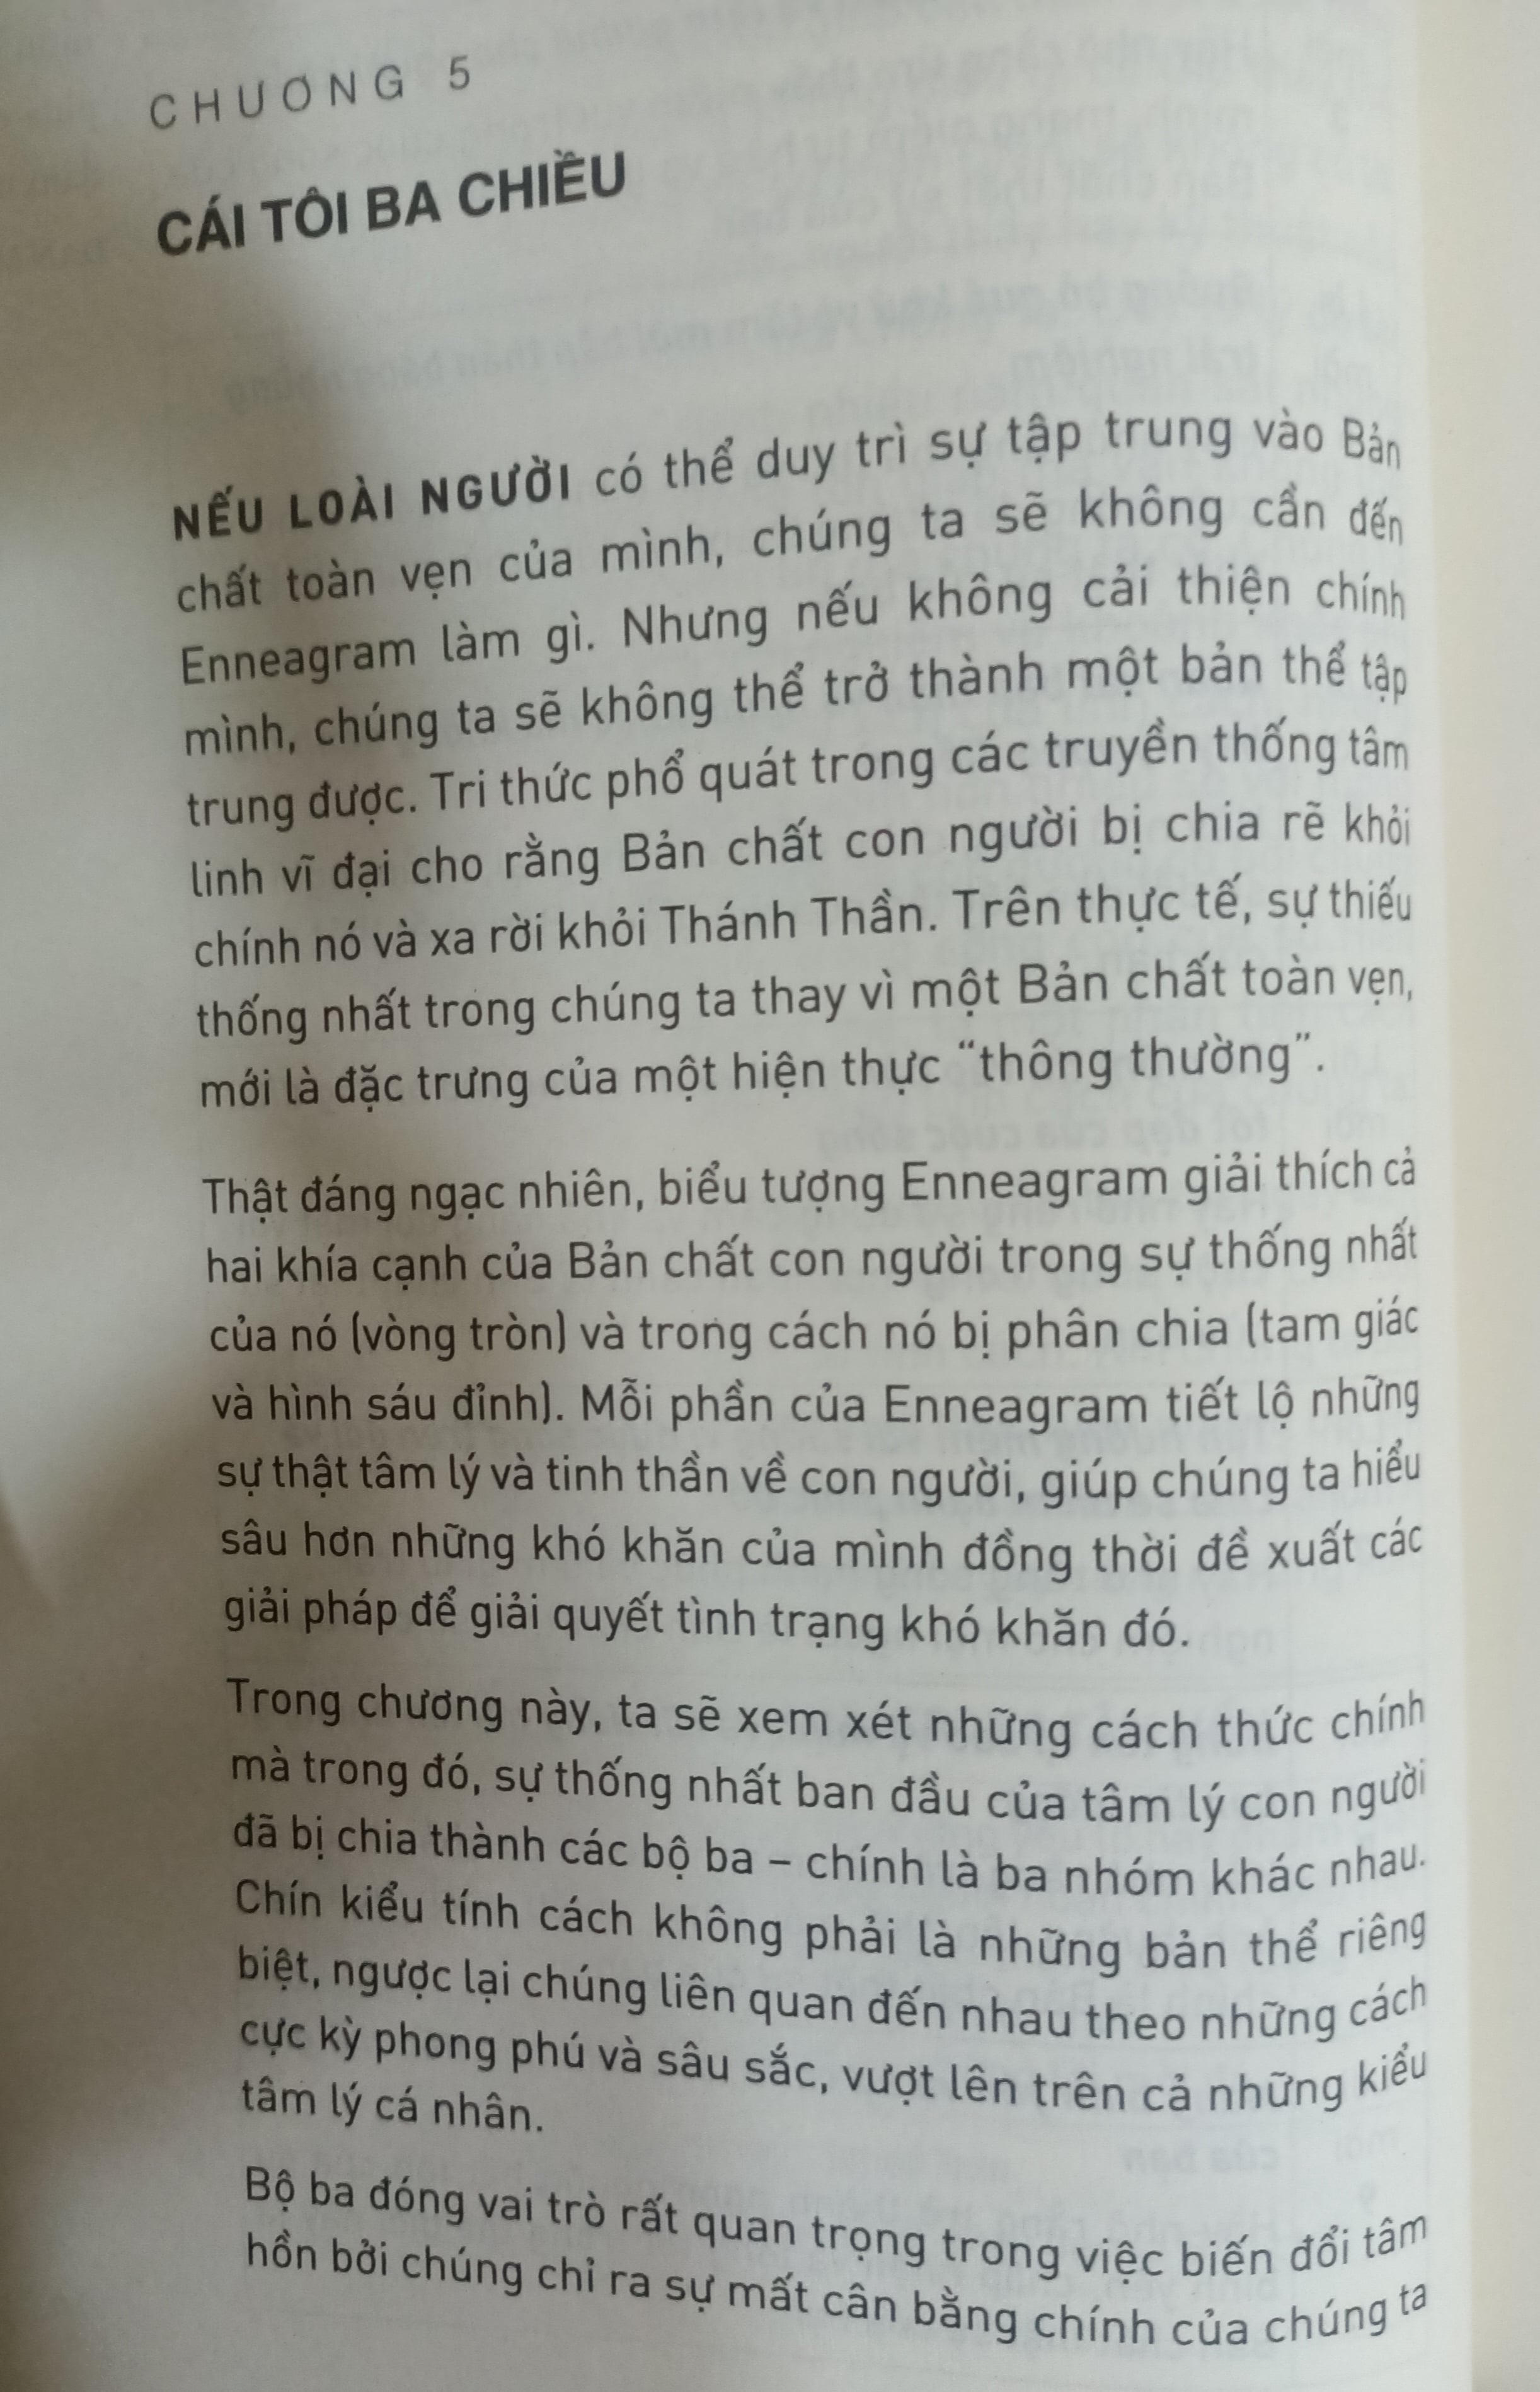 CHƯƠNG 5
CÁI TÔI BA CHIỀU
NẾU LOÀI NGƯỜI có thể duy trì sự tập trung vào Bản
chất toàn vẹn của mình, chúng ta sẽ không cần đến
Enneagram làm gì. Nhưng nếu không cải thiện chính
mình, chúng ta sẽ không thể trở thành một bản thể tập
trung được. Tri thức phổ quát trong các truyền thống tâm
linh vĩ đại cho rằng Bản chất con người bị chia rẽ khỏi
chính nó và xa rời khỏi Thánh Thần. Trên thực tế, sự thiếu
thống nhất trong chúng ta thay vì một Bản chất toàn vẹn,
mới là đặc trưng của một hiện thực “thông thường”.
Thật đáng ngạc nhiên, biểu tượng Enneagram giải thích cả
hai khía cạnh của Bản chất con người trong sự thống nhất
của nó (vòng tròn) và trong cách nó bị phân chia (tam giác
và hình sáu đỉnh). Mỗi phần của Enneagram tiết lộ những
sự thật tâm lý và tinh thần về con người, giúp chúng ta hiểu
sâu hơn những khó khăn của mình đồng thời đề xuất các
giải pháp để giải quyết tình trạng khó khăn đó.
Trong chương này, ta sẽ xem xét những cách thức chính
mà trong đó, sự thống nhất ban đầu của tâm lý con người
đã bị chia thành các bộ ba – chính là ba nhóm khác nhau.
Chín kiểu tính cách không phải là những bản thể riêng
biệt, ngược lại chúng liên quan đến nhau theo những cách
cực kỳ phong phú và sâu sắc, vượt lên trên cả những kiểu
tâm lý cá nhân.
Bộ ba đóng vai trò rất quan trọng trong việc biến đổi tâm
hồn bởi chúng chỉ ra sự mất cân bằng chính của chúng ta